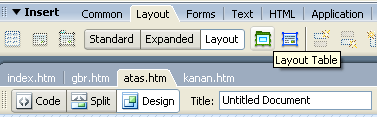 Insert Common Layout Forms Text HTML Application
Standard Expanded Layout
Layout Table
index.htm gbr.htm atas.htm kanan.htm
Code Split Design Title: Untitled Document